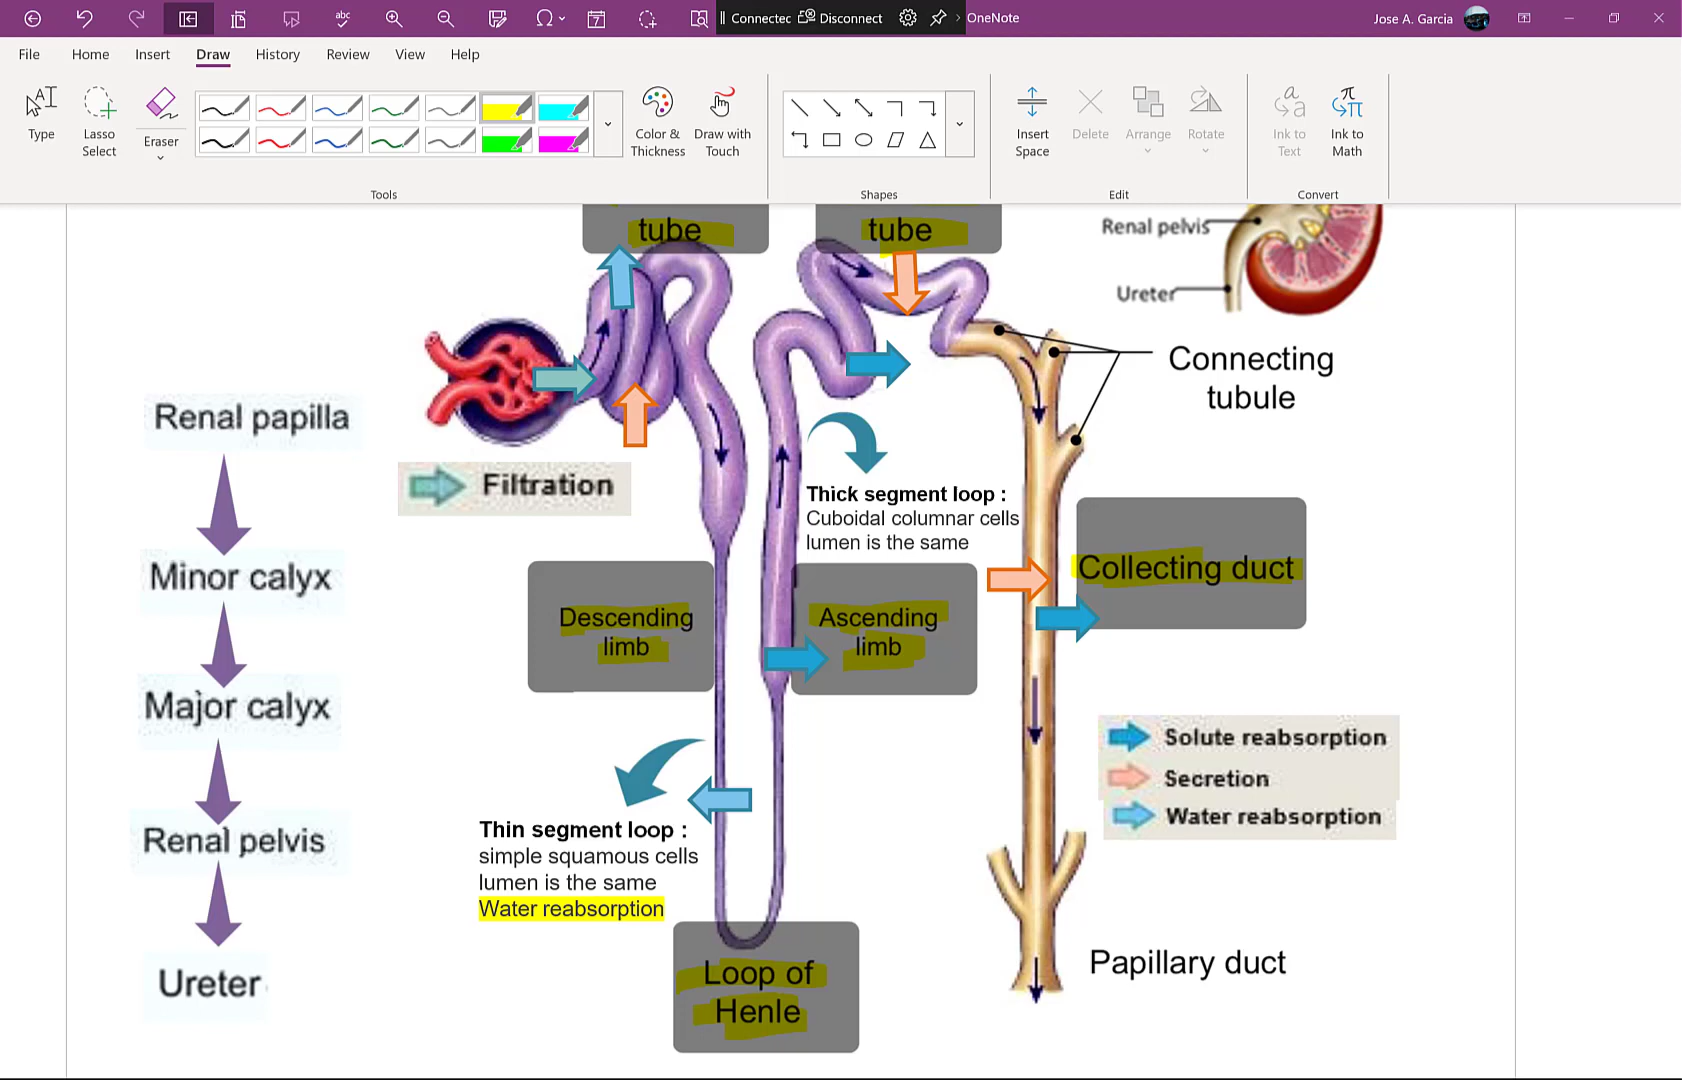 abc
Connectec
Disconnect
OneNote
Jose A. Garcia
File
Home
Insert
Draw
History
Review
View
Help
Type
Lasso
Select
Eraser
Color &
Thickness
Draw with
Touch
Insert
Space
Delete
Arrange
Rotate
Ink to
Text
Ink to
Math
Tools
Shapes
Edit
Convert
tube
tube
Renal pelvis
Ureter
Connecting
tubule
Renal papilla
Filtration
Thick segment loop :
Cuboidal columnar cells
lumen is the same
Minor calyx
Collecting duct
Descending
limb
Ascending
limb
Major calyx
Solute reabsorption
Secretion
Water reabsorption
Renal pelvis
Thin segment loop :
simple squamous cells
lumen is the same
Water reabsorption
Ureter
Loop of
Henle
Papillary duct